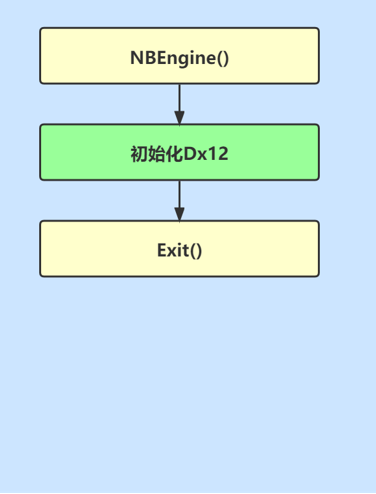 NBEngine()
初始化Dx12
Exit()